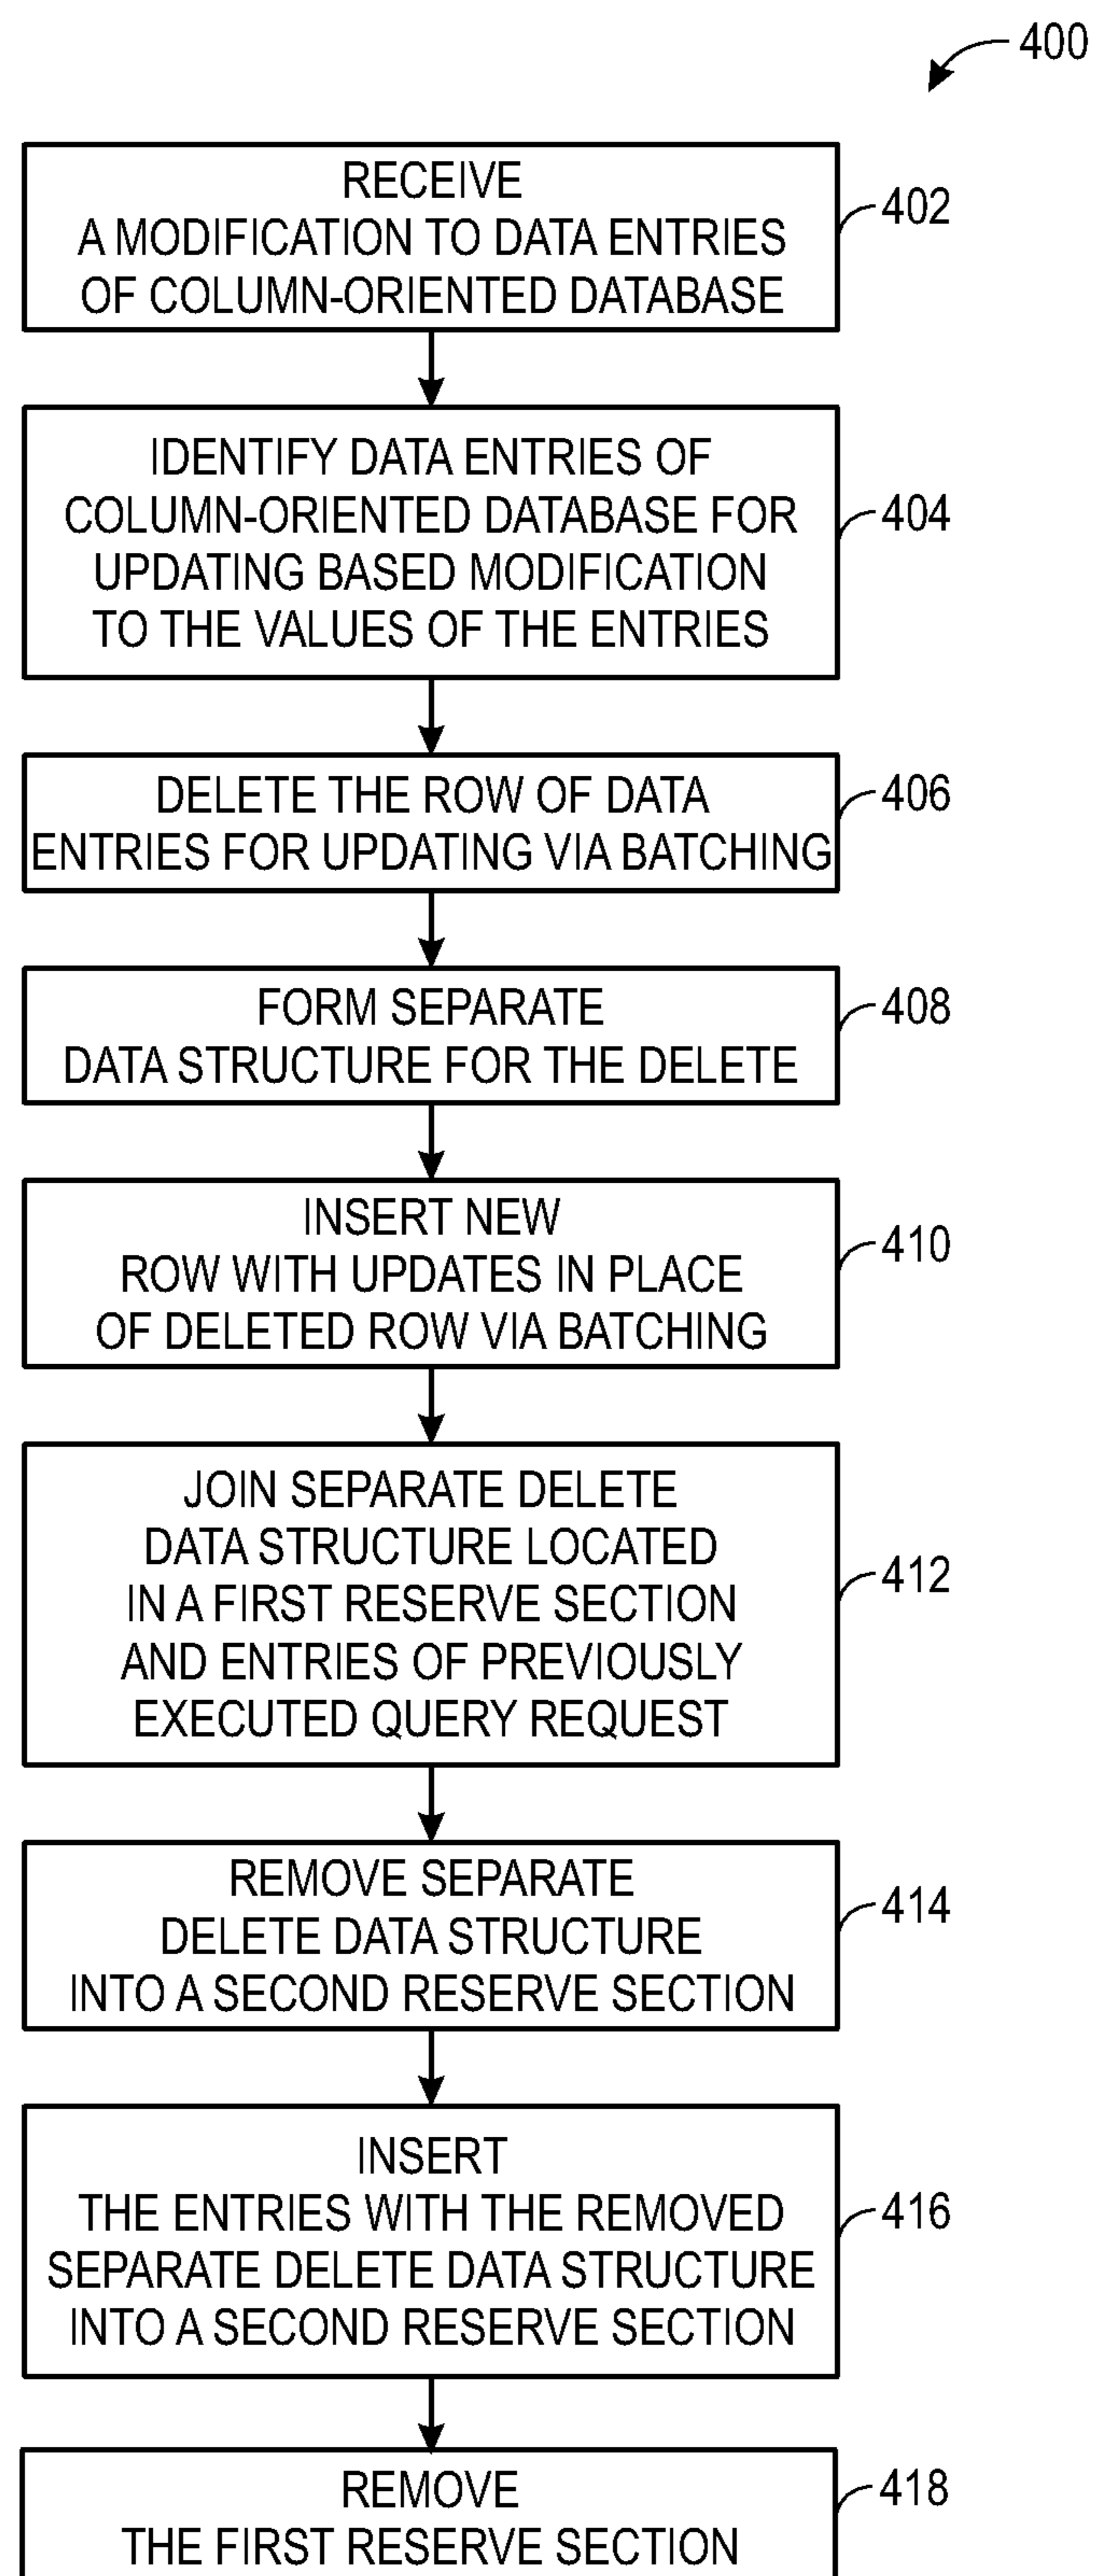 400
RECEIVE
A MODIFICATION TO DATA ENTRIES
OF COLUMN-ORIENTED DATABASE
402
IDENTIFY DATA ENTRIES OF
COLUMN-ORIENTED DATABASE FOR
UPDATING BASED MODIFICATION
TO THE VALUES OF THE ENTRIES
404
DELETE THE ROW OF DATA
ENTRIES FOR UPDATING VIA BATCHING
406
FORM SEPARATE
DATA STRUCTURE FOR THE DELETE
408
INSERT NEW
ROW WITH UPDATES IN PLACE
OF DELETED ROW VIA BATCHING
410
JOIN SEPARATE DELETE
DATA STRUCTURE LOCATED
IN A FIRST RESERVE SECTION
AND ENTRIES OF PREVIOUSLY
EXECUTED QUERY REQUEST
412
REMOVE SEPARATE
DELETE DATA STRUCTURE
INTO A SECOND RESERVE SECTION
414
INSERT
THE ENTRIES WITH THE REMOVED
SEPARATE DELETE DATA STRUCTURE
INTO A SECOND RESERVE SECTION
416
REMOVE
THE FIRST RESERVE SECTION
418